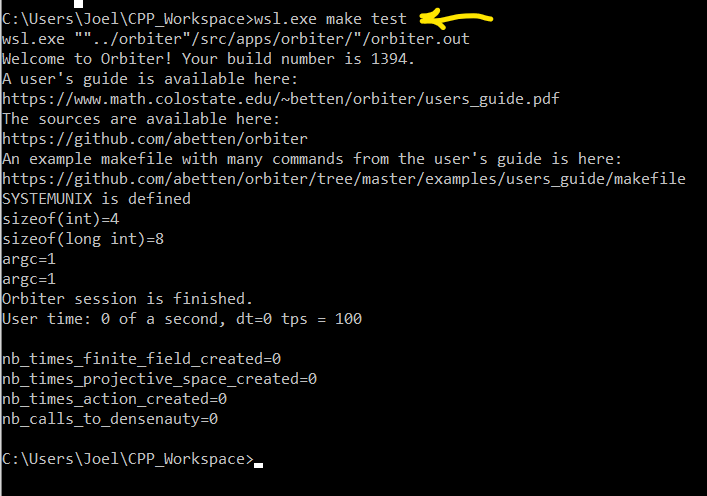 C:\Users\Joel\CPP_Workspace>wsl.exe make test
wsl.exe ""../orbiter"/src/apps/orbiter/"/orbiter.out
Welcome to Orbiter! Your build number is 1394.
A user's guide is available here:
https://www.math.colostate.edu/~betten/orbiter/users_guide.pdf
The sources are available here:
https://github.com/abetten/orbiter
An example makefile with many commands from the user's guide is here:
https://github.com/abetten/orbiter/tree/master/examples/users_guide/makefile
SYSTEMUNIX is defined
sizeof(int)=4
sizeof(long int)=8
argc=1
argc=1
Orbiter session is finished.
User time: 0 of a second, dt=0 tps = 100
nb_times_finite_field_created=0
nb_times_projective_space_created=0
nb_times_action_created=0
nb_calls_to_densenauty=0
C:\Users\Joel\CPP_Workspace>